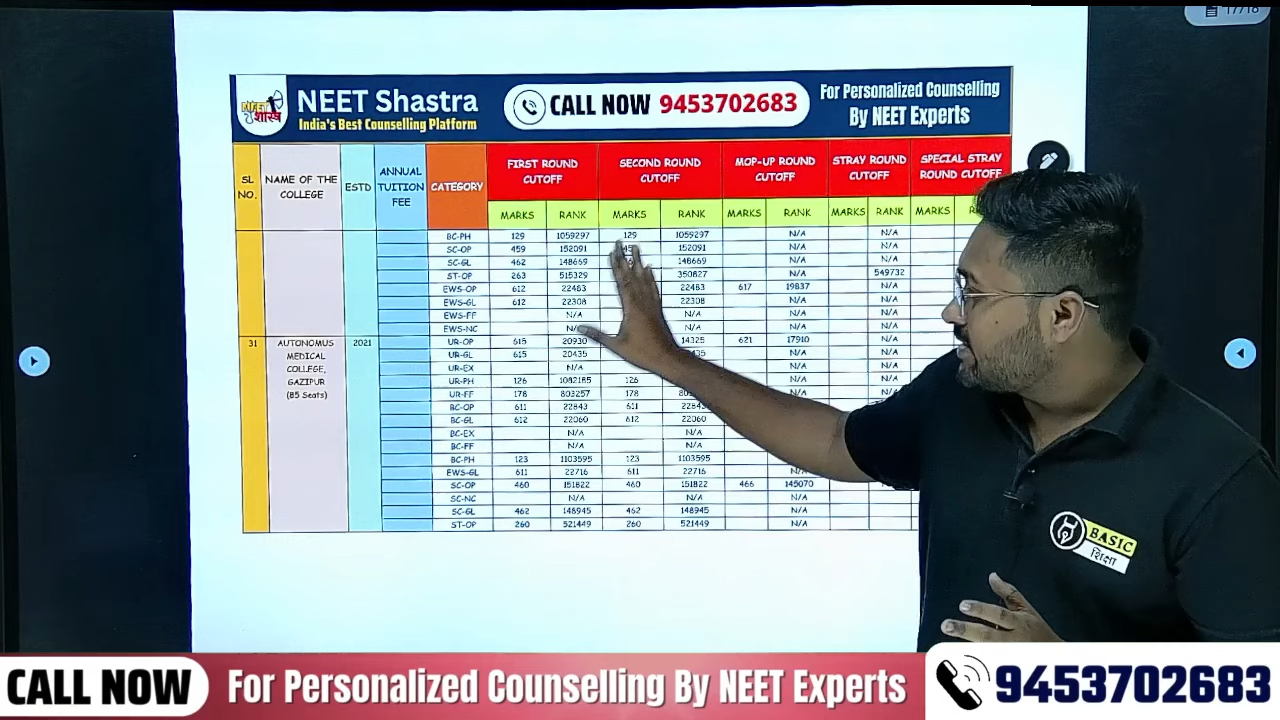 17/18
NEET
शास्त्र
NEET Shastra
India's Best Counselling Platform
CALL NOW 9453702683
For Personalized Counselling
By NEET Experts
SL NO. NAME OF THE COLLEGE ESTD ANNUAL TUITION FEE CATEGORY FIRST ROUND CUTOFF SECOND ROUND CUTOFF MOP-UP ROUND CUTOFF STRAY ROUND CUTOFF SPECIAL STRAY ROUND CUTOFF
MARKS RANK MARKS RANK MARKS RANK MARKS RANK MARKS
BC-PH 129 1059297 129 1059297 N/A N/A
SC-OP 459 152091 152091 N/A N/A
SC-GL 462 148669 148669 N/A N/A
ST-OP 263 515329 350827 N/A 549732
EWS-OP 612 22483 22483 617 19837 N/A
EWS-GL 612 22308 22308 N/A N/A
EWS-FF N/A N/A N/A N/A
EWS-NC N/A N/A N/A
31 AUTONOMUS MEDICAL COLLEGE, GAZIPUR (85 Seats) 2021
UR-OP 615 20930 14325 621 17910 N/A
UR-GL 615 20435 N/A N/A
UR-EX N/A N/A N/A
UR-PH 126 1082185 126 N/A
UR-FF 178 803257 178 N/A
BC-OP 611 22843 611 22843
BC-GL 612 22060 612 22060
BC-EX N/A N/A
BC-FF N/A N/A
BC-PH 123 1103595 123 1103595
EWS-GL 611 22716 611 22716 N/A
SC-OP 460 151822 460 151822 466 145070 N/A
SC-NC N/A N/A N/A N/A
SC-GL 462 148945 462 148945 N/A N/A
ST-OP 260 521449 260 521449 N/A N/A
BASIC
शिक्षा
CALL NOW For Personalized Counselling By NEET Experts 9453702683